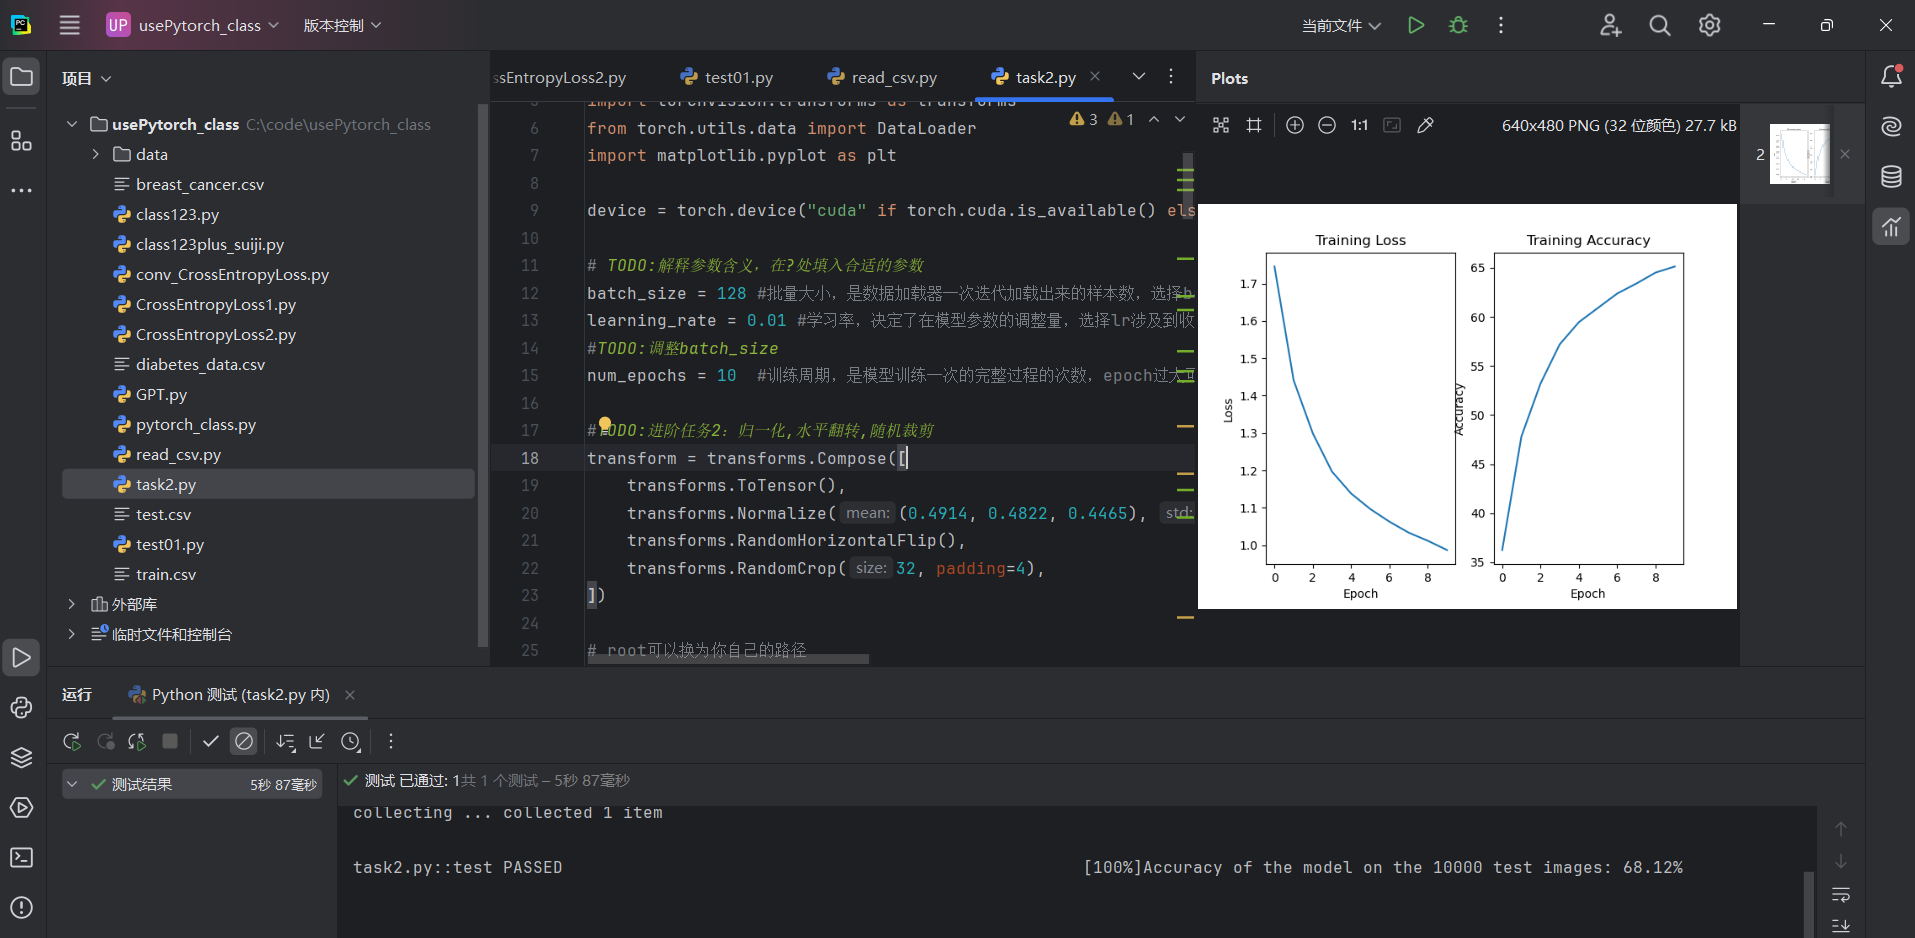 UP usePytorch_class 版本控制 当前文件
项目
usePytorch_class C:\code\usePytorch_class
data
breast_cancer.csv
class123.py
class123plus_suiji.py
conv_CrossEntropyLoss.py
CrossEntropyLoss1.py
CrossEntropyLoss2.py
diabetes_data.csv
GPT.py
pytorch_class.py
read_csv.py
task2.py
test.csv
test01.py
train.csv
外部库
临时文件和控制台
ssEntropyLoss2.py test01.py read_csv.py task2.py
3 1
import torchvision.transforms as transforms
6 from torch.utils.data import DataLoader
7 import matplotlib.pyplot as plt
8
9 device = torch.device("cuda" if torch.cuda.is_available() els
10
11 # TODO:解释参数含义，在?处填入合适的参数
12 batch_size = 128 #批量大小，是数据加载器一次迭代加载出来的样本数，选择b
13 learning_rate = 0.01 #学习率，决定了在模型参数的调整量，选择lr涉及到收
14 #TODO:调整batch_size
15 num_epochs = 10 #训练周期，是模型训练一次的完整过程的次数，epoch过大可
16
17 #TODO:进阶任务2：归一化,水平翻转,随机裁剪
18 transform = transforms.Compose([
19 transforms.ToTensor(),
20 transforms.Normalize( mean: (0.4914, 0.4822, 0.4465), std:
21 transforms.RandomHorizontalFlip(),
22 transforms.RandomCrop( size: 32, padding=4),
23 ])
24
25 # root可以换为你自己的路径
Plots
1:1 640x480 PNG (32 位颜色) 27.7 kB
2
Training Loss
1.7
1.6
1.5
1.4
1.3
1.2
1.1
1.0
Loss
0 2 4 6 8
Epoch
Training Accuracy
65
60
55
50
45
40
35
Accuracy
0 2 4 6 8
Epoch
运行 Python 测试 (task2.py 内)
测试结果 5秒 87毫秒
测试 已通过: 1共 1 个测试 – 5秒 87毫秒
collecting ... collected 1 item
task2.py::test PASSED [100%]Accuracy of the model on the 10000 test images: 68.12%